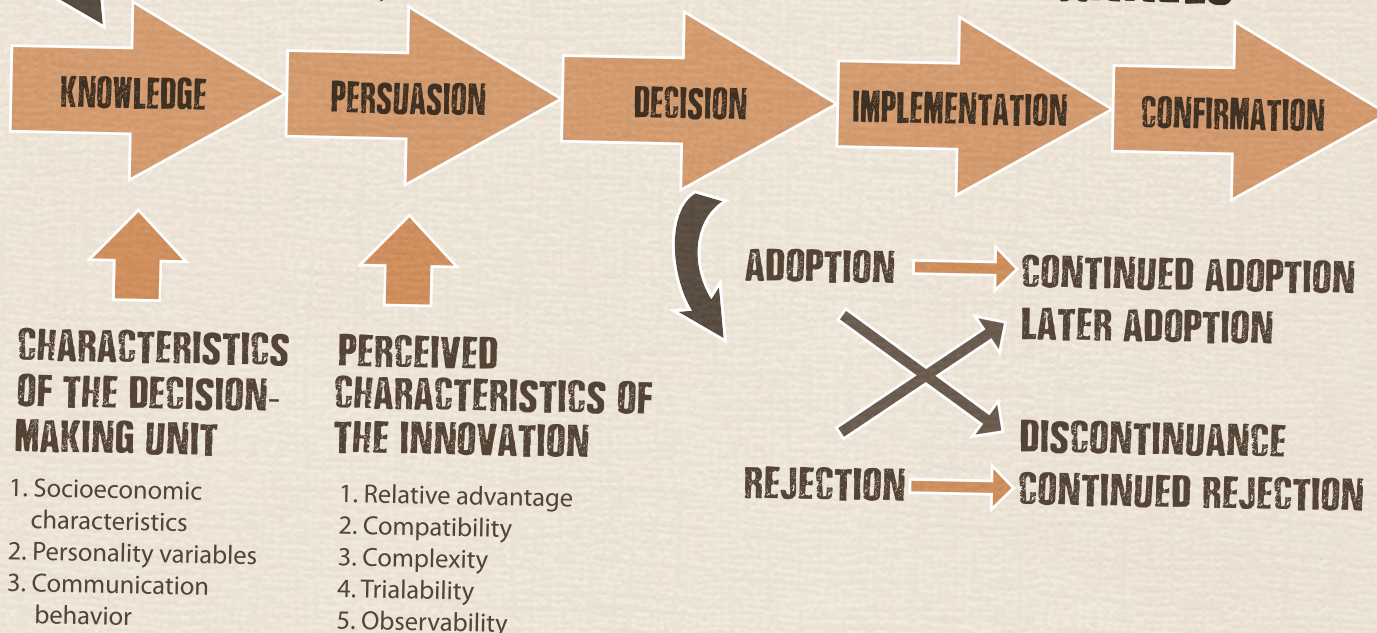 KNOWLEDGE
PERSUASION
DECISION
IMPLEMENTATION
CONFIRMATION
CHARACTERISTICS
OF THE DECISION-
MAKING UNIT
1. Socioeconomic
characteristics
2. Personality variables
3. Communication
behavior
PERCEIVED
CHARACTERISTICS OF
THE INNOVATION
1. Relative advantage
2. Compatibility
3. Complexity
4. Trialability
5. Observability
ADOPTION
CONTINUED ADOPTION
LATER ADOPTION
DISCONTINUANCE
REJECTION
CONTINUED REJECTION